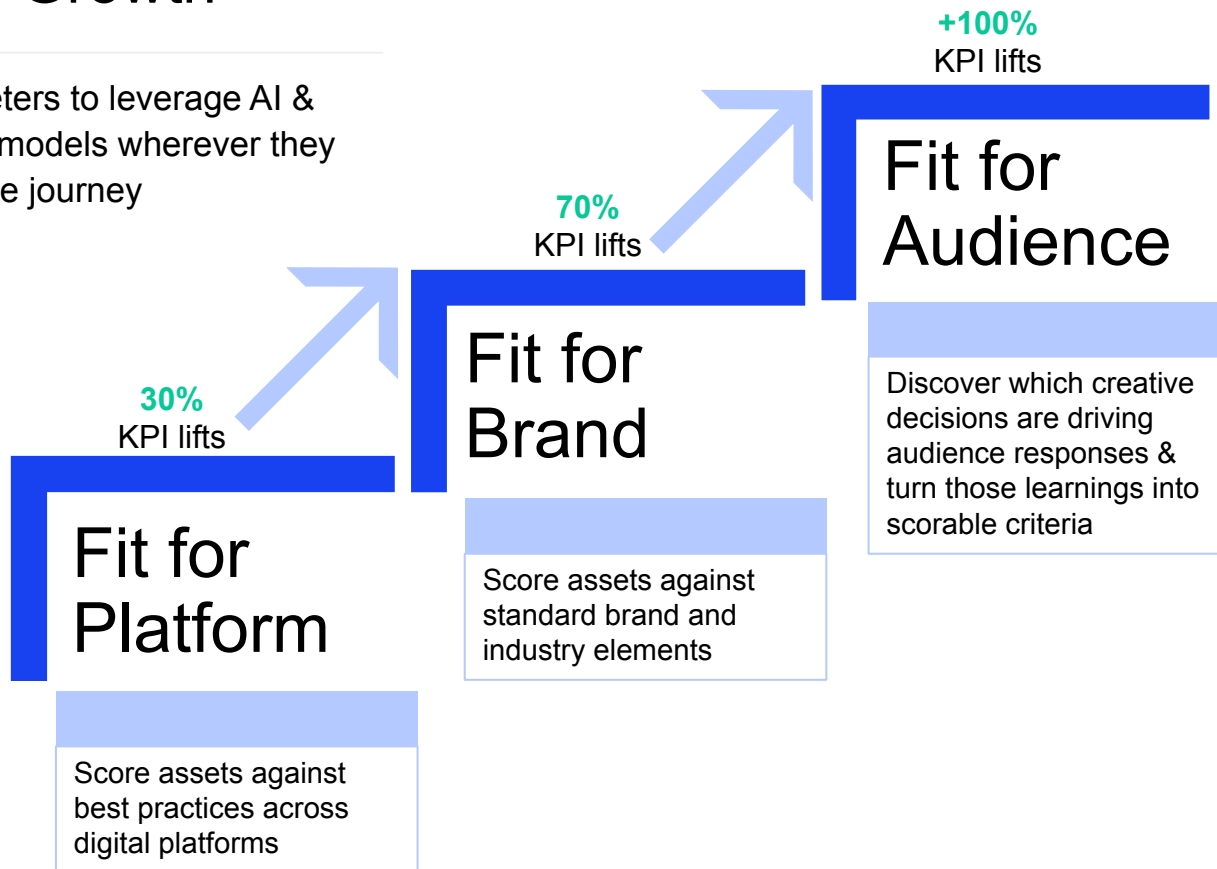 Growth
eters to leverage AI &
models wherever they
e journey
+100%
KPI lifts
Fit for
Audience
Discover which creative
decisions are driving
audience responses &
turn those learnings into
scorable criteria
70%
KPI lifts
Fit for
Brand
Score assets against
standard brand and
industry elements
30%
KPI lifts
Fit for
Platform
Score assets against
best practices across
digital platforms